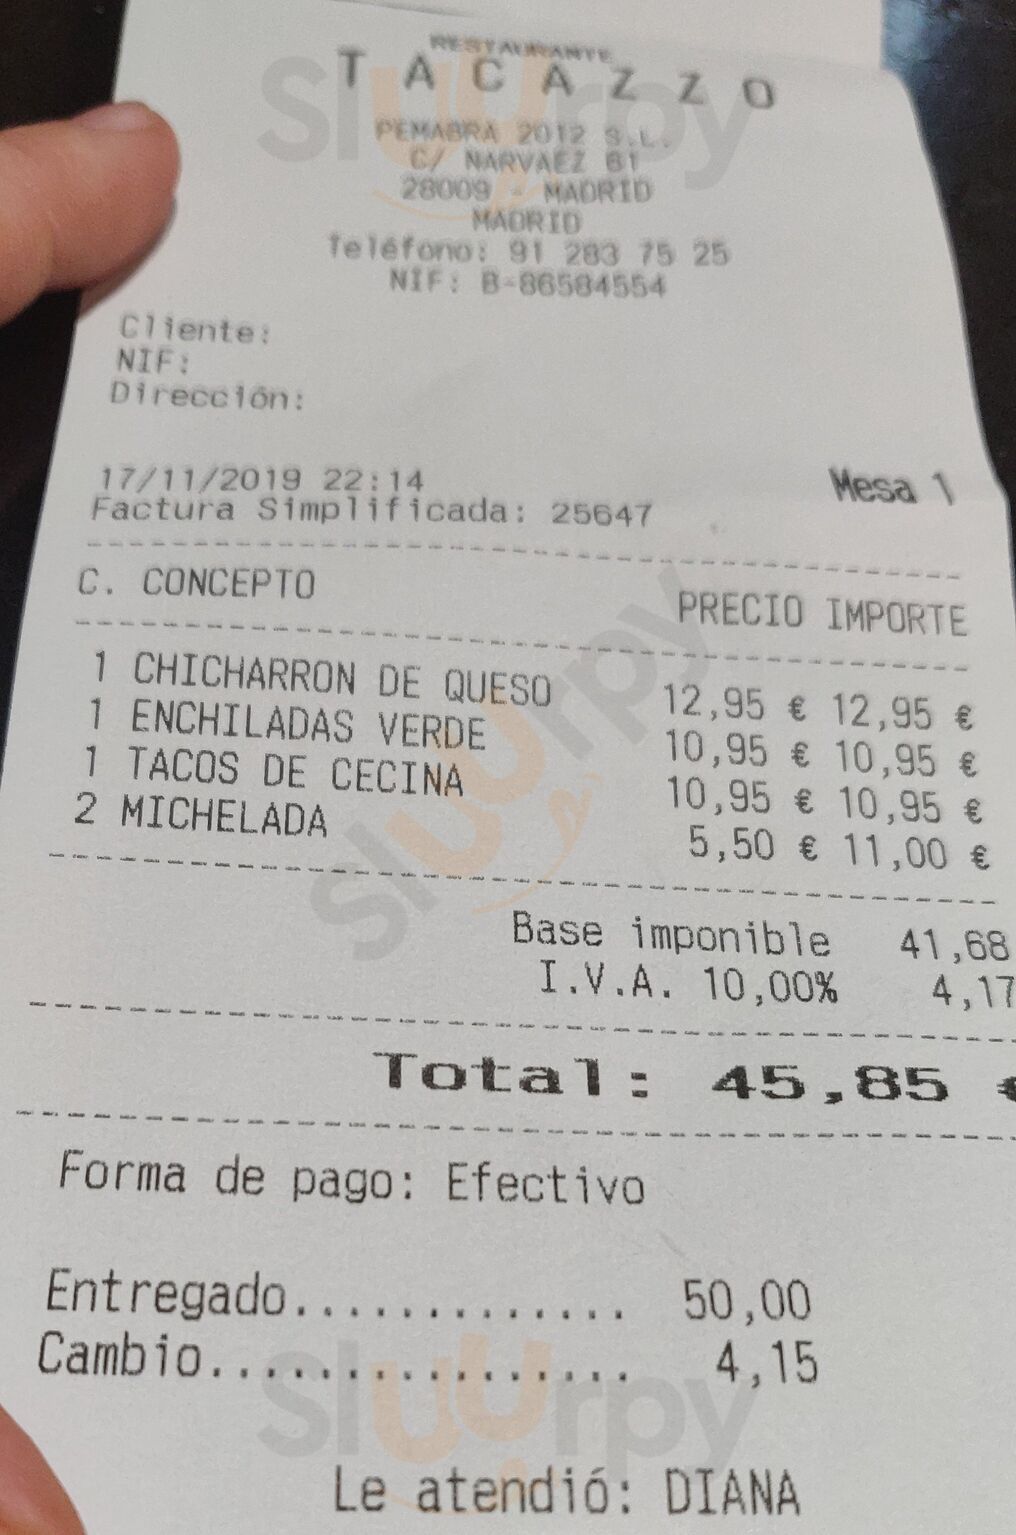 RESTAURANTE
TACAZZO
PEMABRA 2012 S.L.
C/ NARVAEZ 61
28009 - MADRID
MADRID
Teléfono: 91 283 75 25
NIF: B-86584554
Cliente:
NIF:
Dirección:
17/11/2019 22:14 Mesa 1
Factura Simplificada: 25647
C. CONCEPTO PRECIO IMPORTE
1 CHICHARRON DE QUESO 12,95 € 12,95 €
1 ENCHILADAS VERDE 10,95 € 10,95 €
1 TACOS DE CECINA 10,95 € 10,95 €
2 MICHELADA 5,50 € 11,00 €
Base imponible 41,68
I.V.A. 10,00% 4,17
Total: 45,85 €
Forma de pago: Efectivo
Entregado............. 50,00
Cambio................ 4,15
Le atendió: DIANA
Sluurpy
Sluurpy
Sluurpy